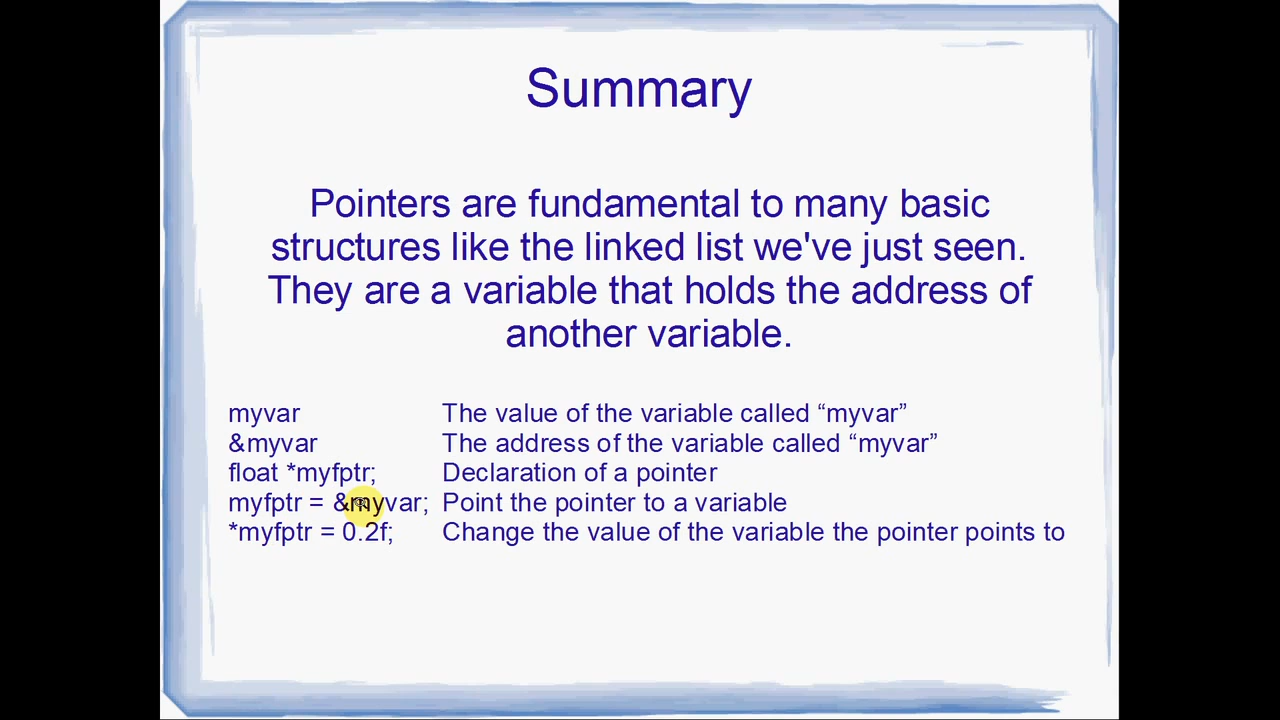 Summary
Pointers are fundamental to many basic
structures like the linked list we've just seen.
They are a variable that holds the address of
another variable.
myvar The value of the variable called “myvar”
&myvar The address of the variable called “myvar”
float *myfptr; Declaration of a pointer
myfptr = &myvar; Point the pointer to a variable
*myfptr = 0.2f; Change the value of the variable the pointer points to